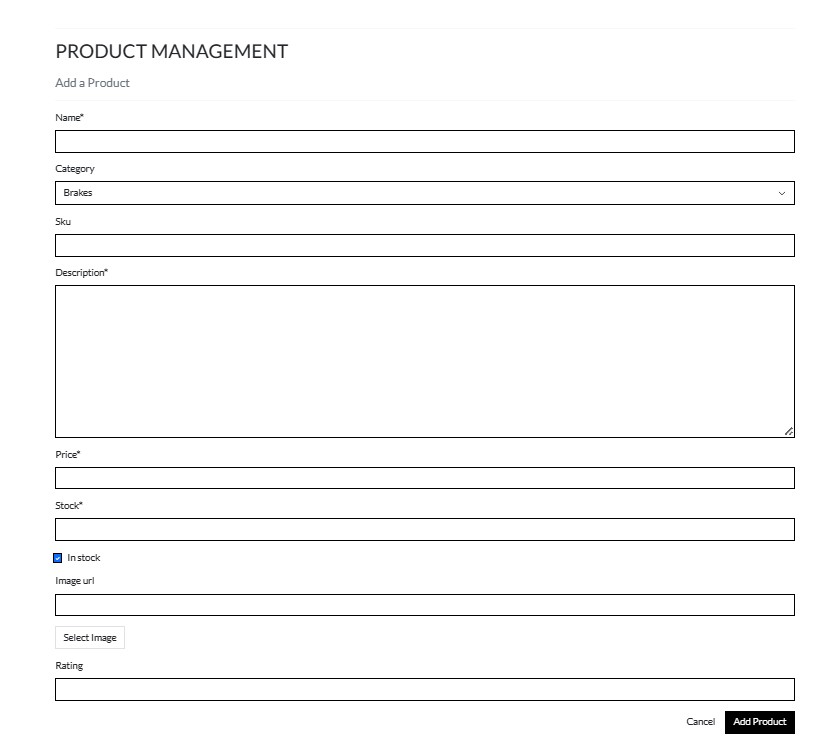 PRODUCT MANAGEMENT
Add a Product
Name*
Category
Brakes
Sku
Description*
Price*
Stock*
In stock
Image url
Select Image
Rating
Cancel Add Product